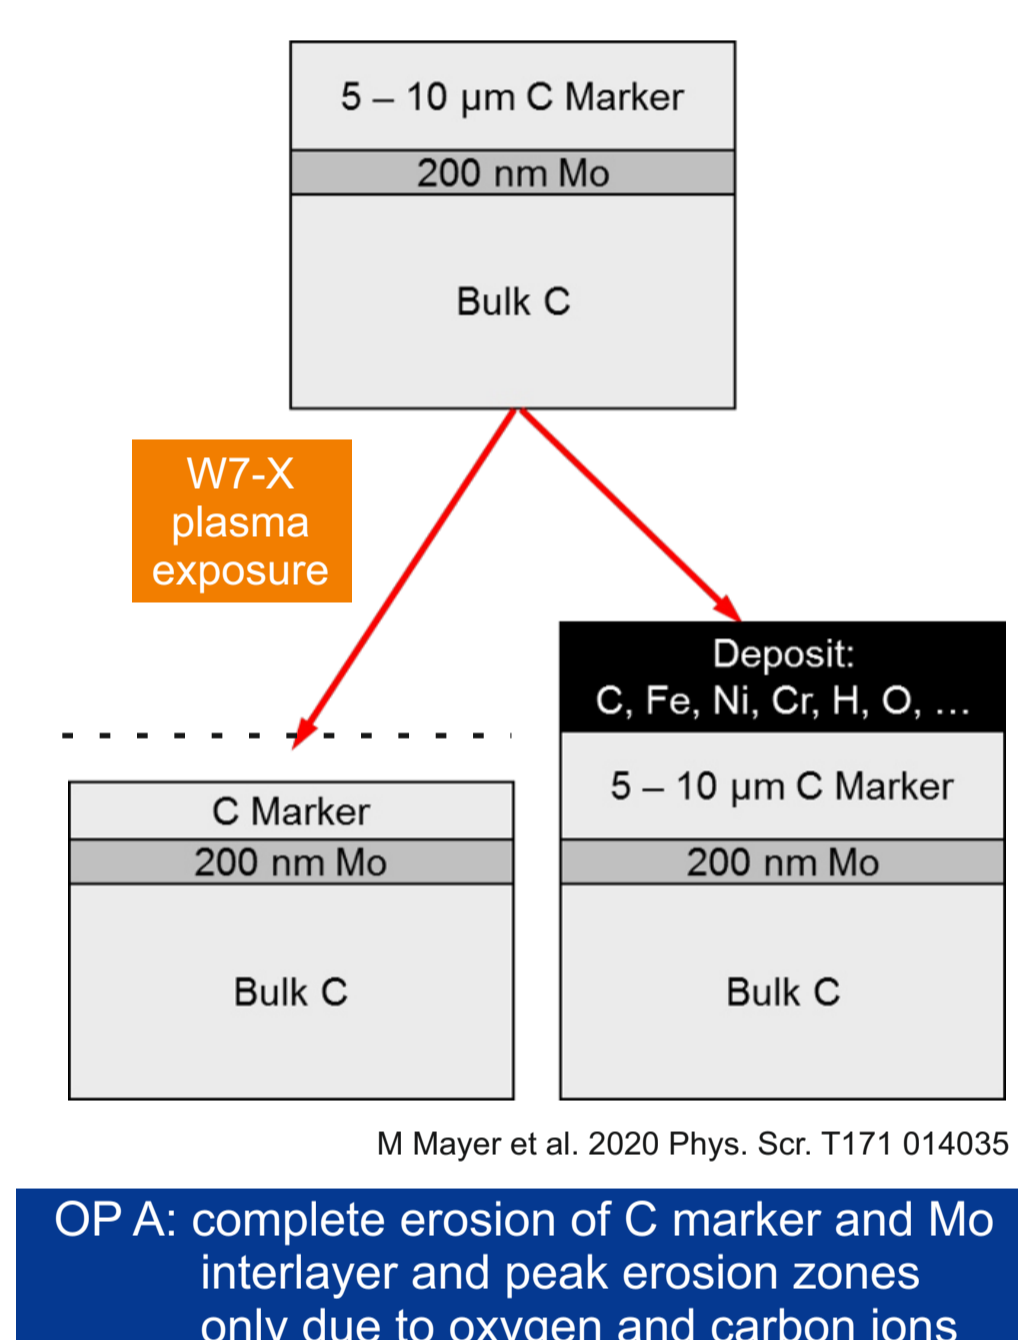 5 – 10 µm C Marker
200 nm Mo
Bulk C
W7-X
plasma
exposure
Deposit:
C, Fe, Ni, Cr, H, O, ...
5 – 10 µm C Marker
200 nm Mo
Bulk C
C Marker
200 nm Mo
Bulk C
M Mayer et al. 2020 Phys. Scr. T171 014035
OP A: complete erosion of C marker and Mo
interlayer and peak erosion zones
only due to oxygen and carbon ions